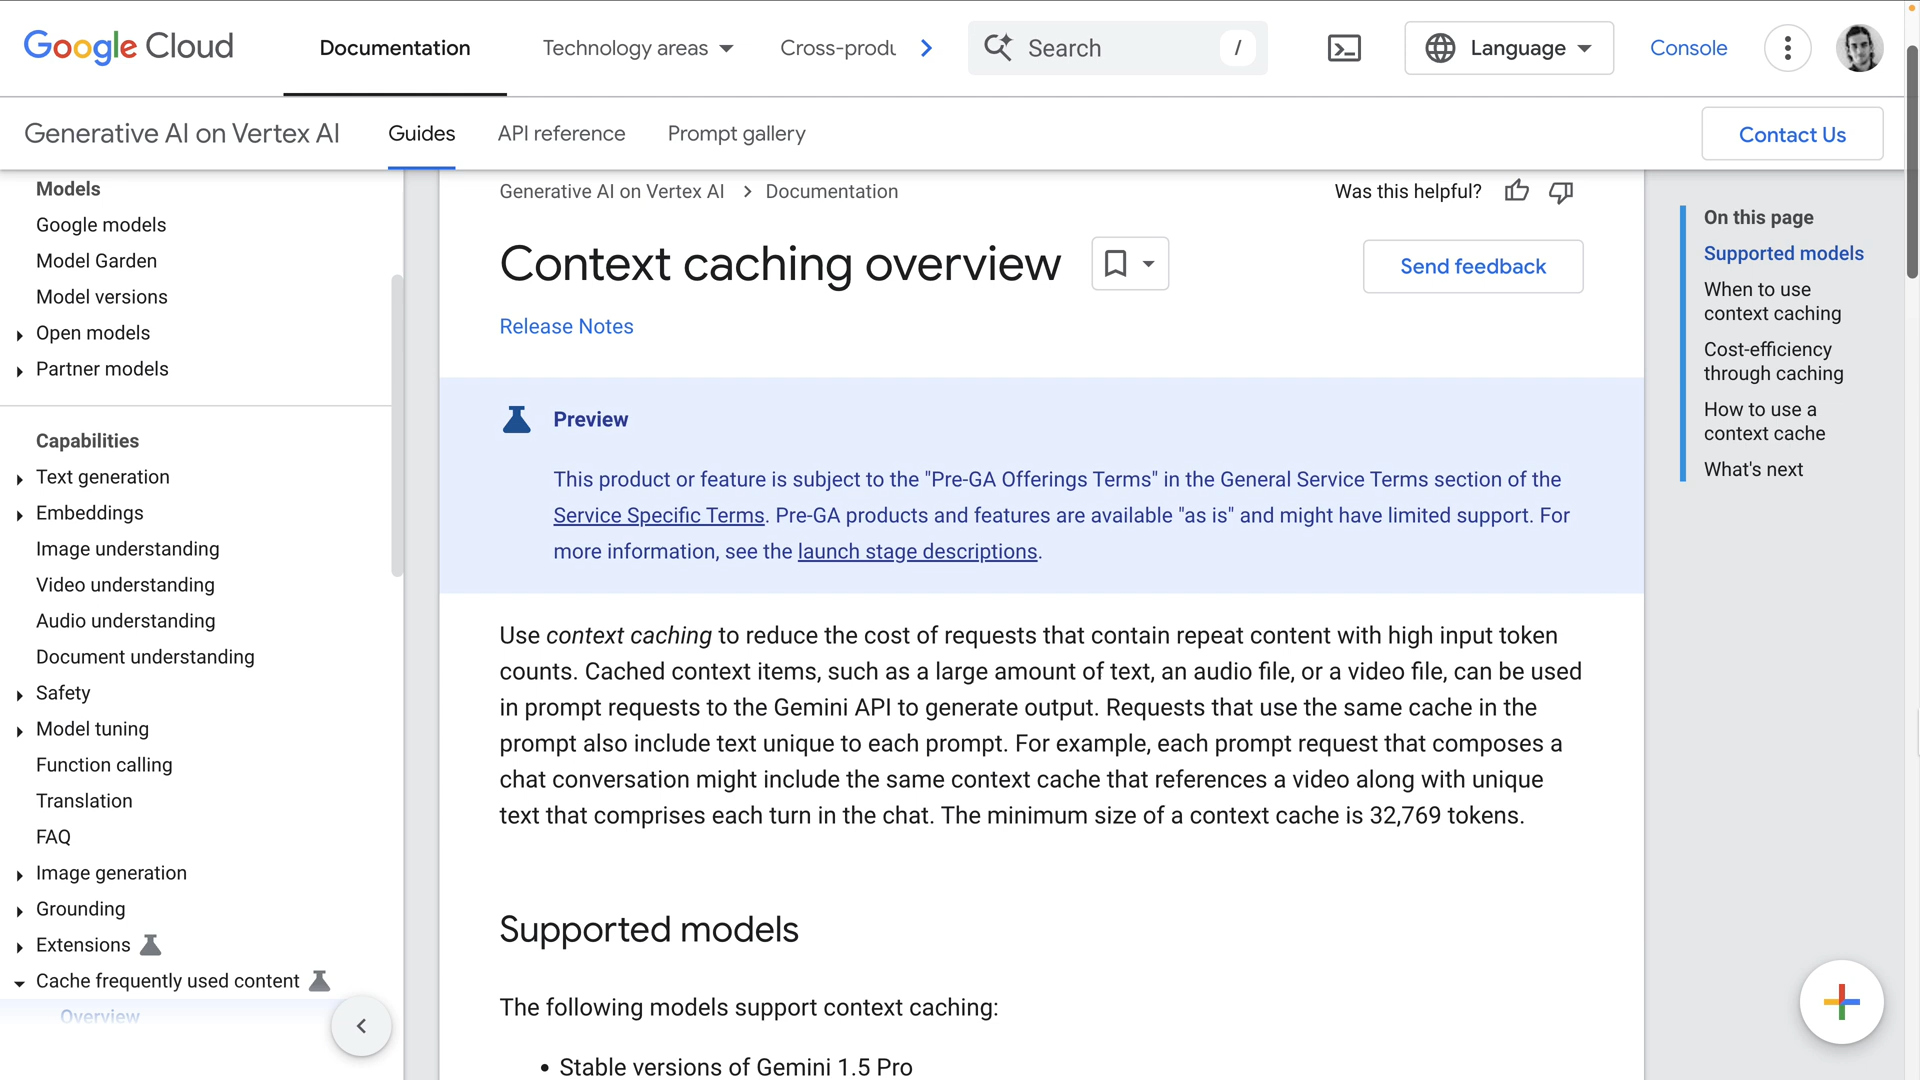 Google Cloud
Documentation
Technology areas
Cross-produ
Search
/
Language
Console
Generative AI on Vertex AI
Guides
API reference
Prompt gallery
Contact Us
Models
Google models
Model Garden
Model versions
Open models
Partner models
Capabilities
Text generation
Embeddings
Image understanding
Video understanding
Audio understanding
Document understanding
Safety
Model tuning
Function calling
Translation
FAQ
Image generation
Grounding
Extensions
Cache frequently used content
Overview
Generative AI on Vertex AI > Documentation
Was this helpful?
Context caching overview
Send feedback
Release Notes
Preview
This product or feature is subject to the "Pre-GA Offerings Terms" in the General Service Terms section of the
Service Specific Terms. Pre-GA products and features are available "as is" and might have limited support. For
more information, see the launch stage descriptions.
Use context caching to reduce the cost of requests that contain repeat content with high input token
counts. Cached context items, such as a large amount of text, an audio file, or a video file, can be used
in prompt requests to the Gemini API to generate output. Requests that use the same cache in the
prompt also include text unique to each prompt. For example, each prompt request that composes a
chat conversation might include the same context cache that references a video along with unique
text that comprises each turn in the chat. The minimum size of a context cache is 32,769 tokens.
Supported models
The following models support context caching:
• Stable versions of Gemini 1.5 Pro
On this page
Supported models
When to use
context caching
Cost-efficiency
through caching
How to use a
context cache
What's next